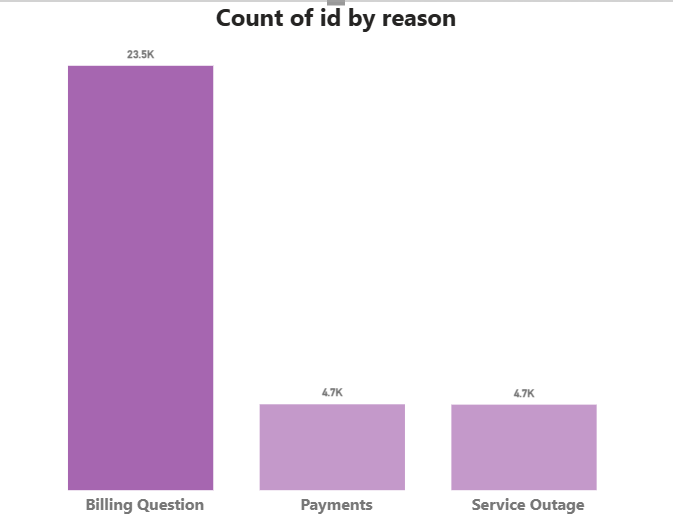 Count of id by reason
23.5K
4.7K
4.7K
Billing Question Payments Service Outage